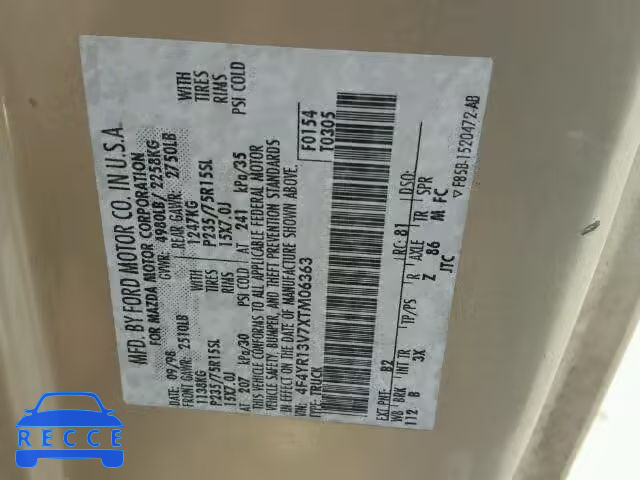 MFD. BY FORD MOTOR CO. IN U.S.A.
FOR MAZDA MOTOR CORPORATION
DATE: 09/98 GVWR: 4980LB/ 2258KG
FRONT GAWR: 2510LB REAR GAWR: 2750LB
1138KG WITH 1247KG WITH
P235/75R15SL TIRES P235/75R15SL TIRES
15X7.0J RIMS 15X7.0J RIMS
AT 207 kPa/30 PSI COLD AT 241 kPa/35 PSI COLD
THIS VEHICLE CONFORMS TO ALL APPLICABLE FEDERAL MOTOR
VEHICLE SAFETY, BUMPER, AND THEFT PREVENTION STANDARDS
IN EFFECT ON THE DATE OF MANUFACTURE SHOWN ABOVE.
VIN: 4F4YR13V7XTM06363 F0154
TYPE: TRUCK T0305
EXT PNT: B2 RC: 81 DSO:
WB BRK INT TR TP/PS R AXLE TR SPR
112 B 3X Z 86 M FC
JTC
▽ F85B-1520472-AB
RECCE